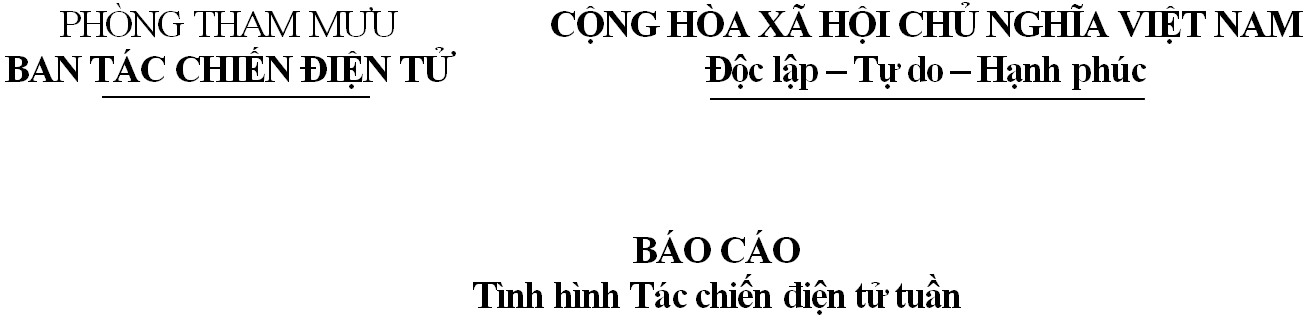 PHÒNG THAM MƯU
BAN TÁC CHIẾN ĐIỆN TỬ
CỘNG HÒA XÃ HỘI CHỦ NGHĨA VIỆT NAM
Độc lập – Tự do – Hạnh phúc
BÁO CÁO
Tình hình Tác chiến điện tử tuần